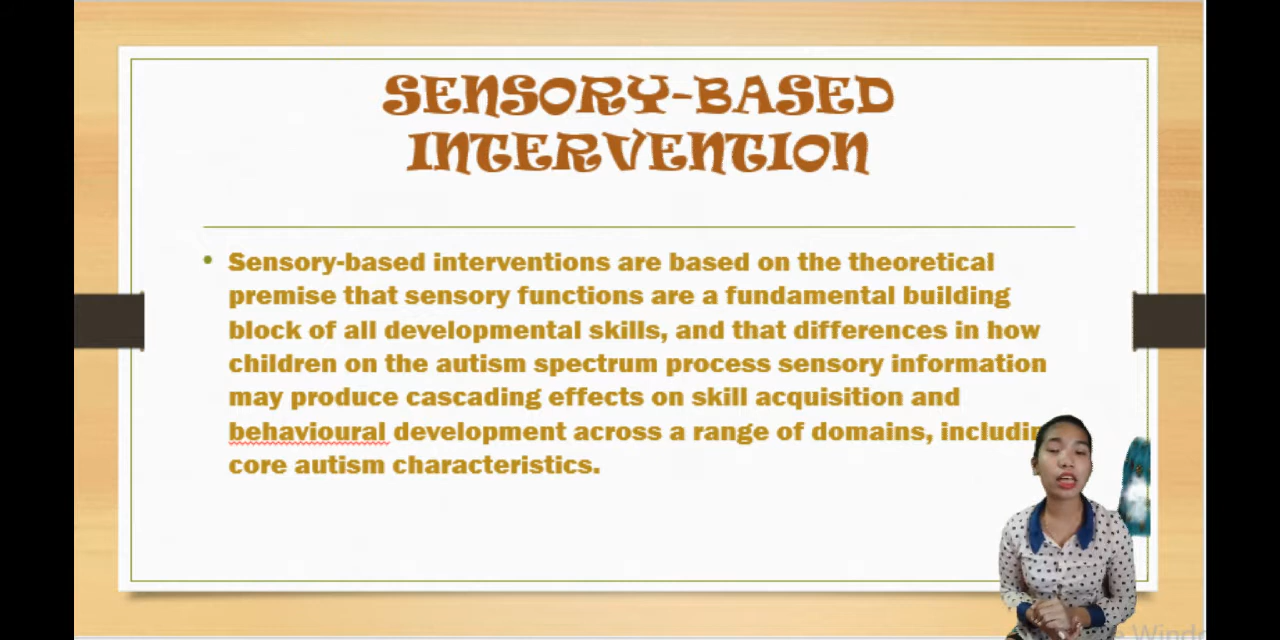 SENSORY-BASED
INTERVENTION
• Sensory-based interventions are based on the theoretical
premise that sensory functions are a fundamental building
block of all developmental skills, and that differences in how
children on the autism spectrum process sensory information
may produce cascading effects on skill acquisition and
behavioural development across a range of domains,
core autism characteristics.